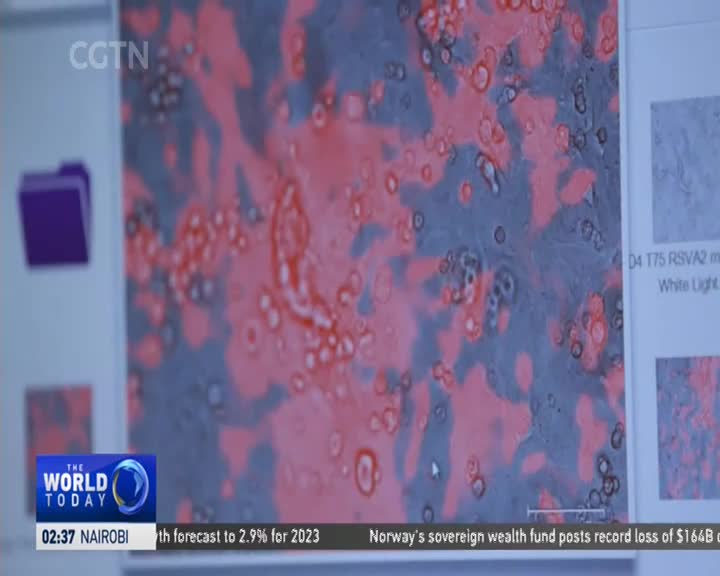 CGTN
04 T75 RSVA2 m
White Light
THE
WORLD
TODAY
02:37 NAIROBI
th forecast to 2.9% for 2023 Norway's sovereign wealth fund posts record loss of $164B